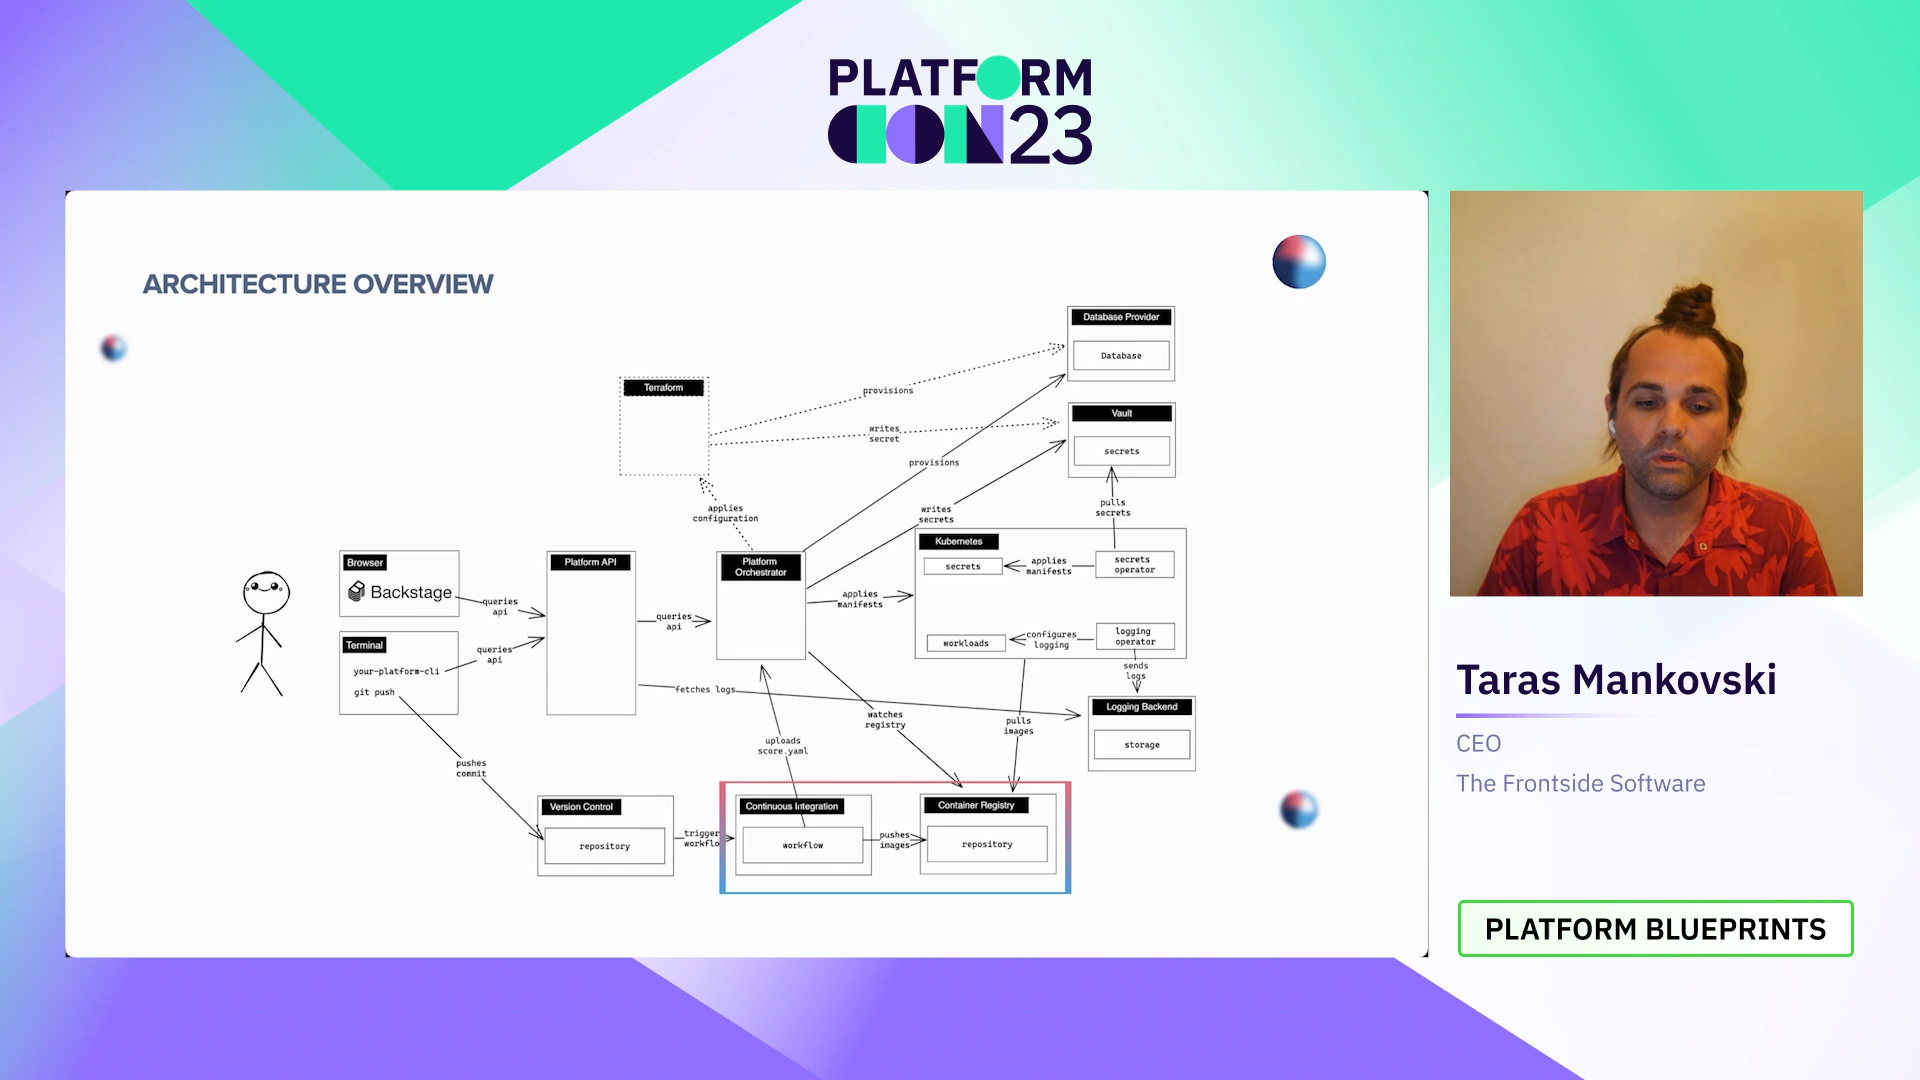 PLATFORM
CON23
ARCHITECTURE OVERVIEW
Database Provider
Database
Terraform
provisions
Vault
writes
secret
secrets
provisions
applies
configuration
writes
secrets
pulls
secrets
Browser
Backstage
queries
api
Terminal
your-platform-cli
git push
queries
api
Platform API
queries
api
Platform
Orchestrator
applies
manifests
Kubernetes
secrets
applies
manifests
secrets
operator
workloads
configures
logging
logging
operator
sends
logs
fetches logs
Logging Backend
storage
watches
registry
pulls
images
uploads
score.yaml
pushes
commit
Version Control
repository
trigger
workflo
Continuous Integration
workflow
pushes
images
Container Registry
repository
Taras Mankovski
CEO
The Frontside Software
PLATFORM BLUEPRINTS